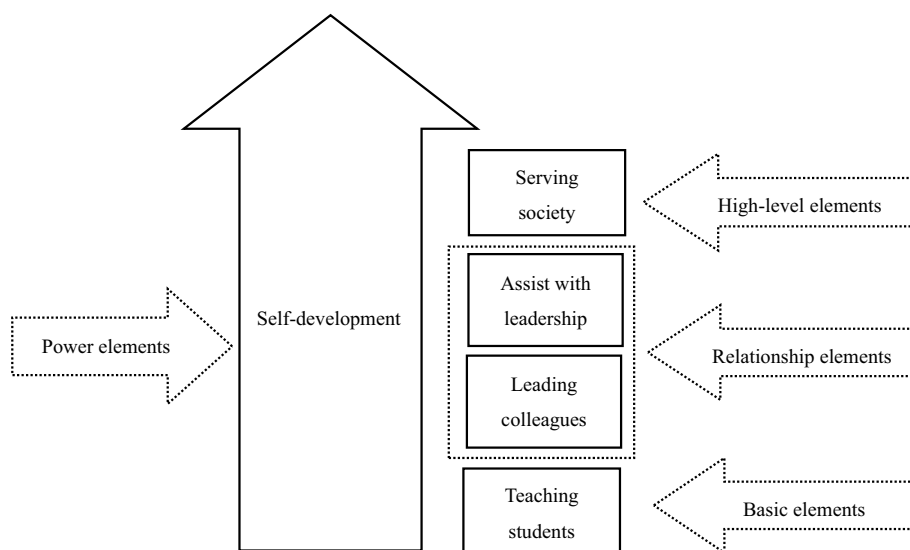 Serving
society
High-level elements
Assist with
leadership
Self-development
Power elements
Relationship elements
Leading
colleagues
Teaching
students
Basic elements